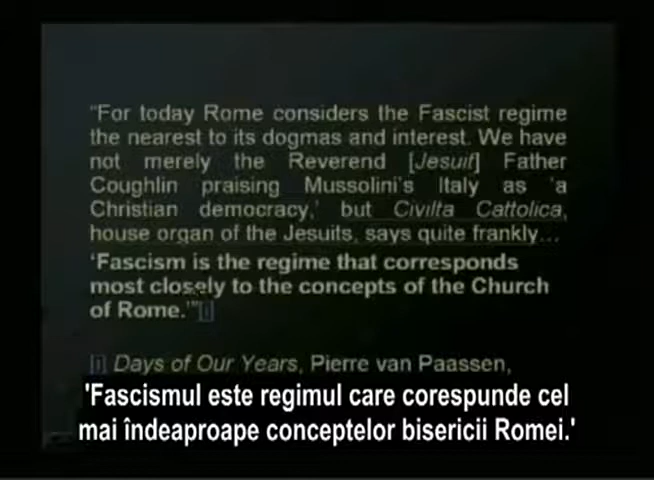 "For today Rome considers the Fascist regime
the nearest to its dogmas and interest. We have
not merely the Reverend [Jesuit] Father
Coughlin praising Mussolini's Italy as 'a
Christian democracy,' but Civilta Cattolica,
house organ of the Jesuits, says quite frankly...
'Fascism is the regime that corresponds
most closely to the concepts of the Church
of Rome.'"[i]
[i] Days of Our Years, Pierre van Paassen,
'Fascismul este regimul care corespunde cel
mai îndeaproape conceptelor bisericii Romei.'